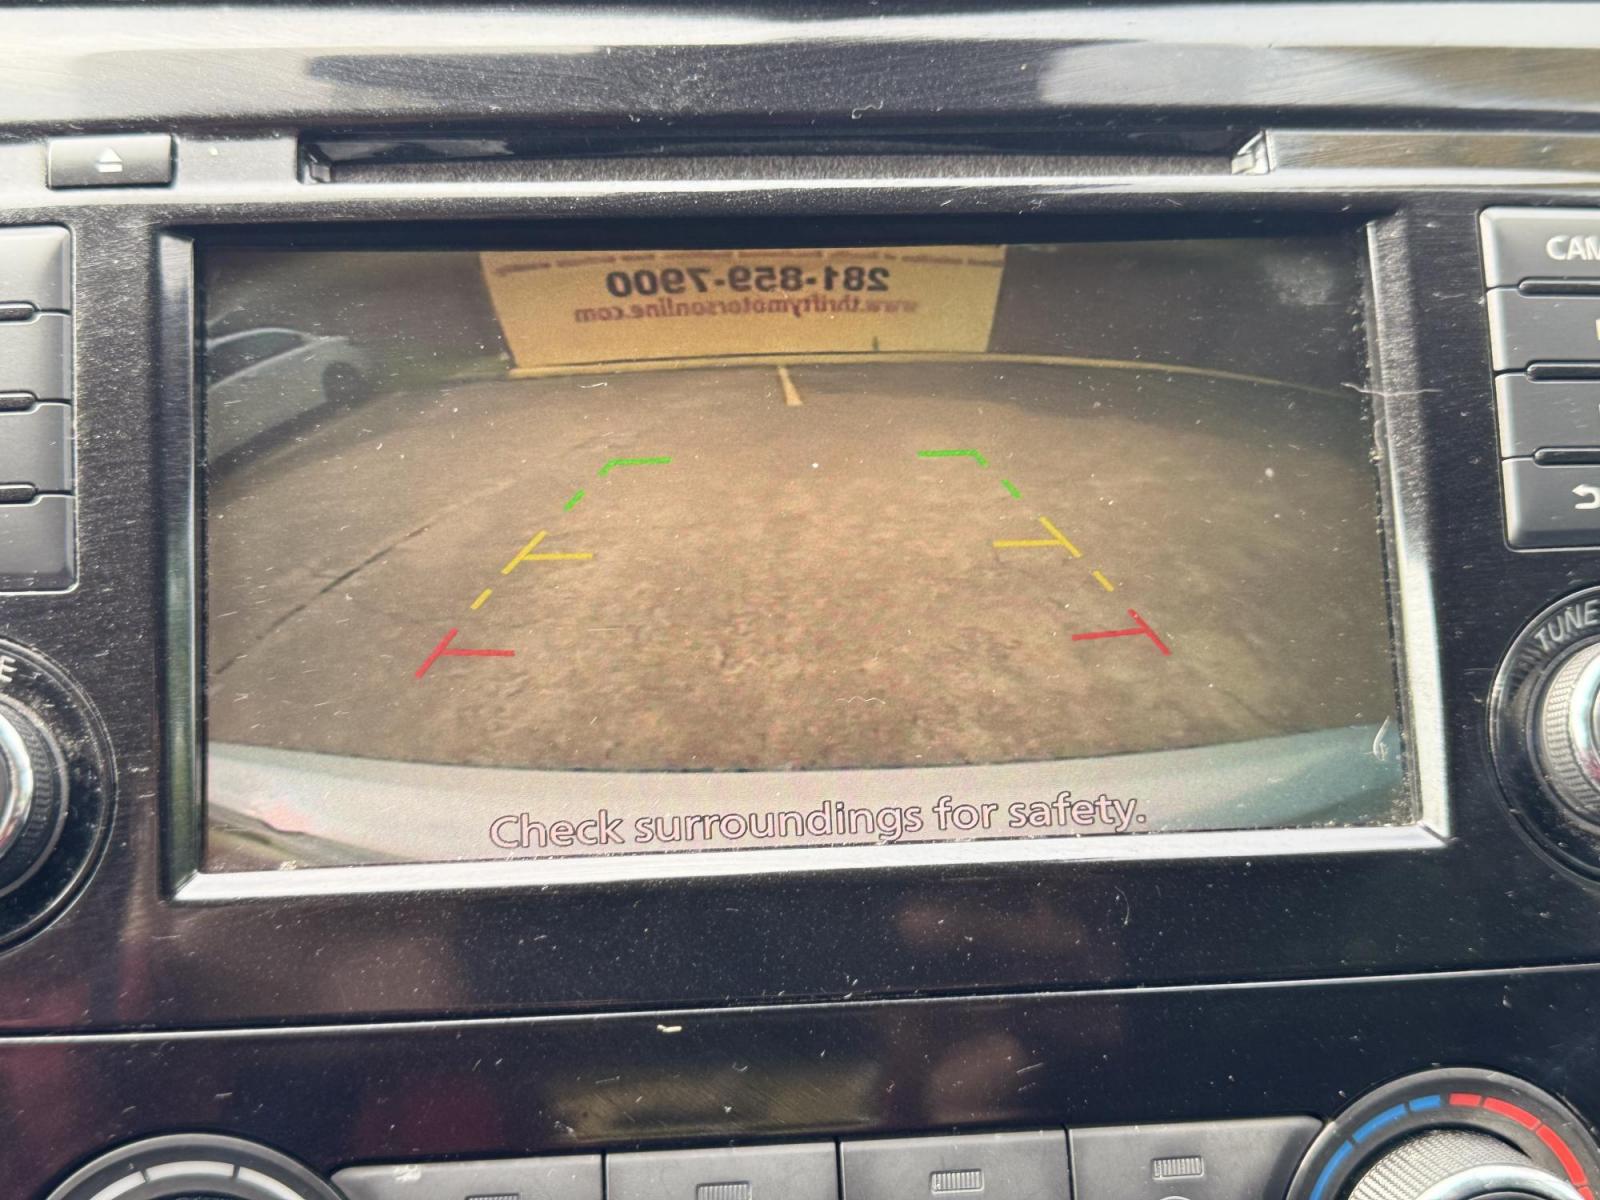 281-859-7900
www.thriftymotorsonline.com
CAM
TUNE
E
Check surroundings for safety.